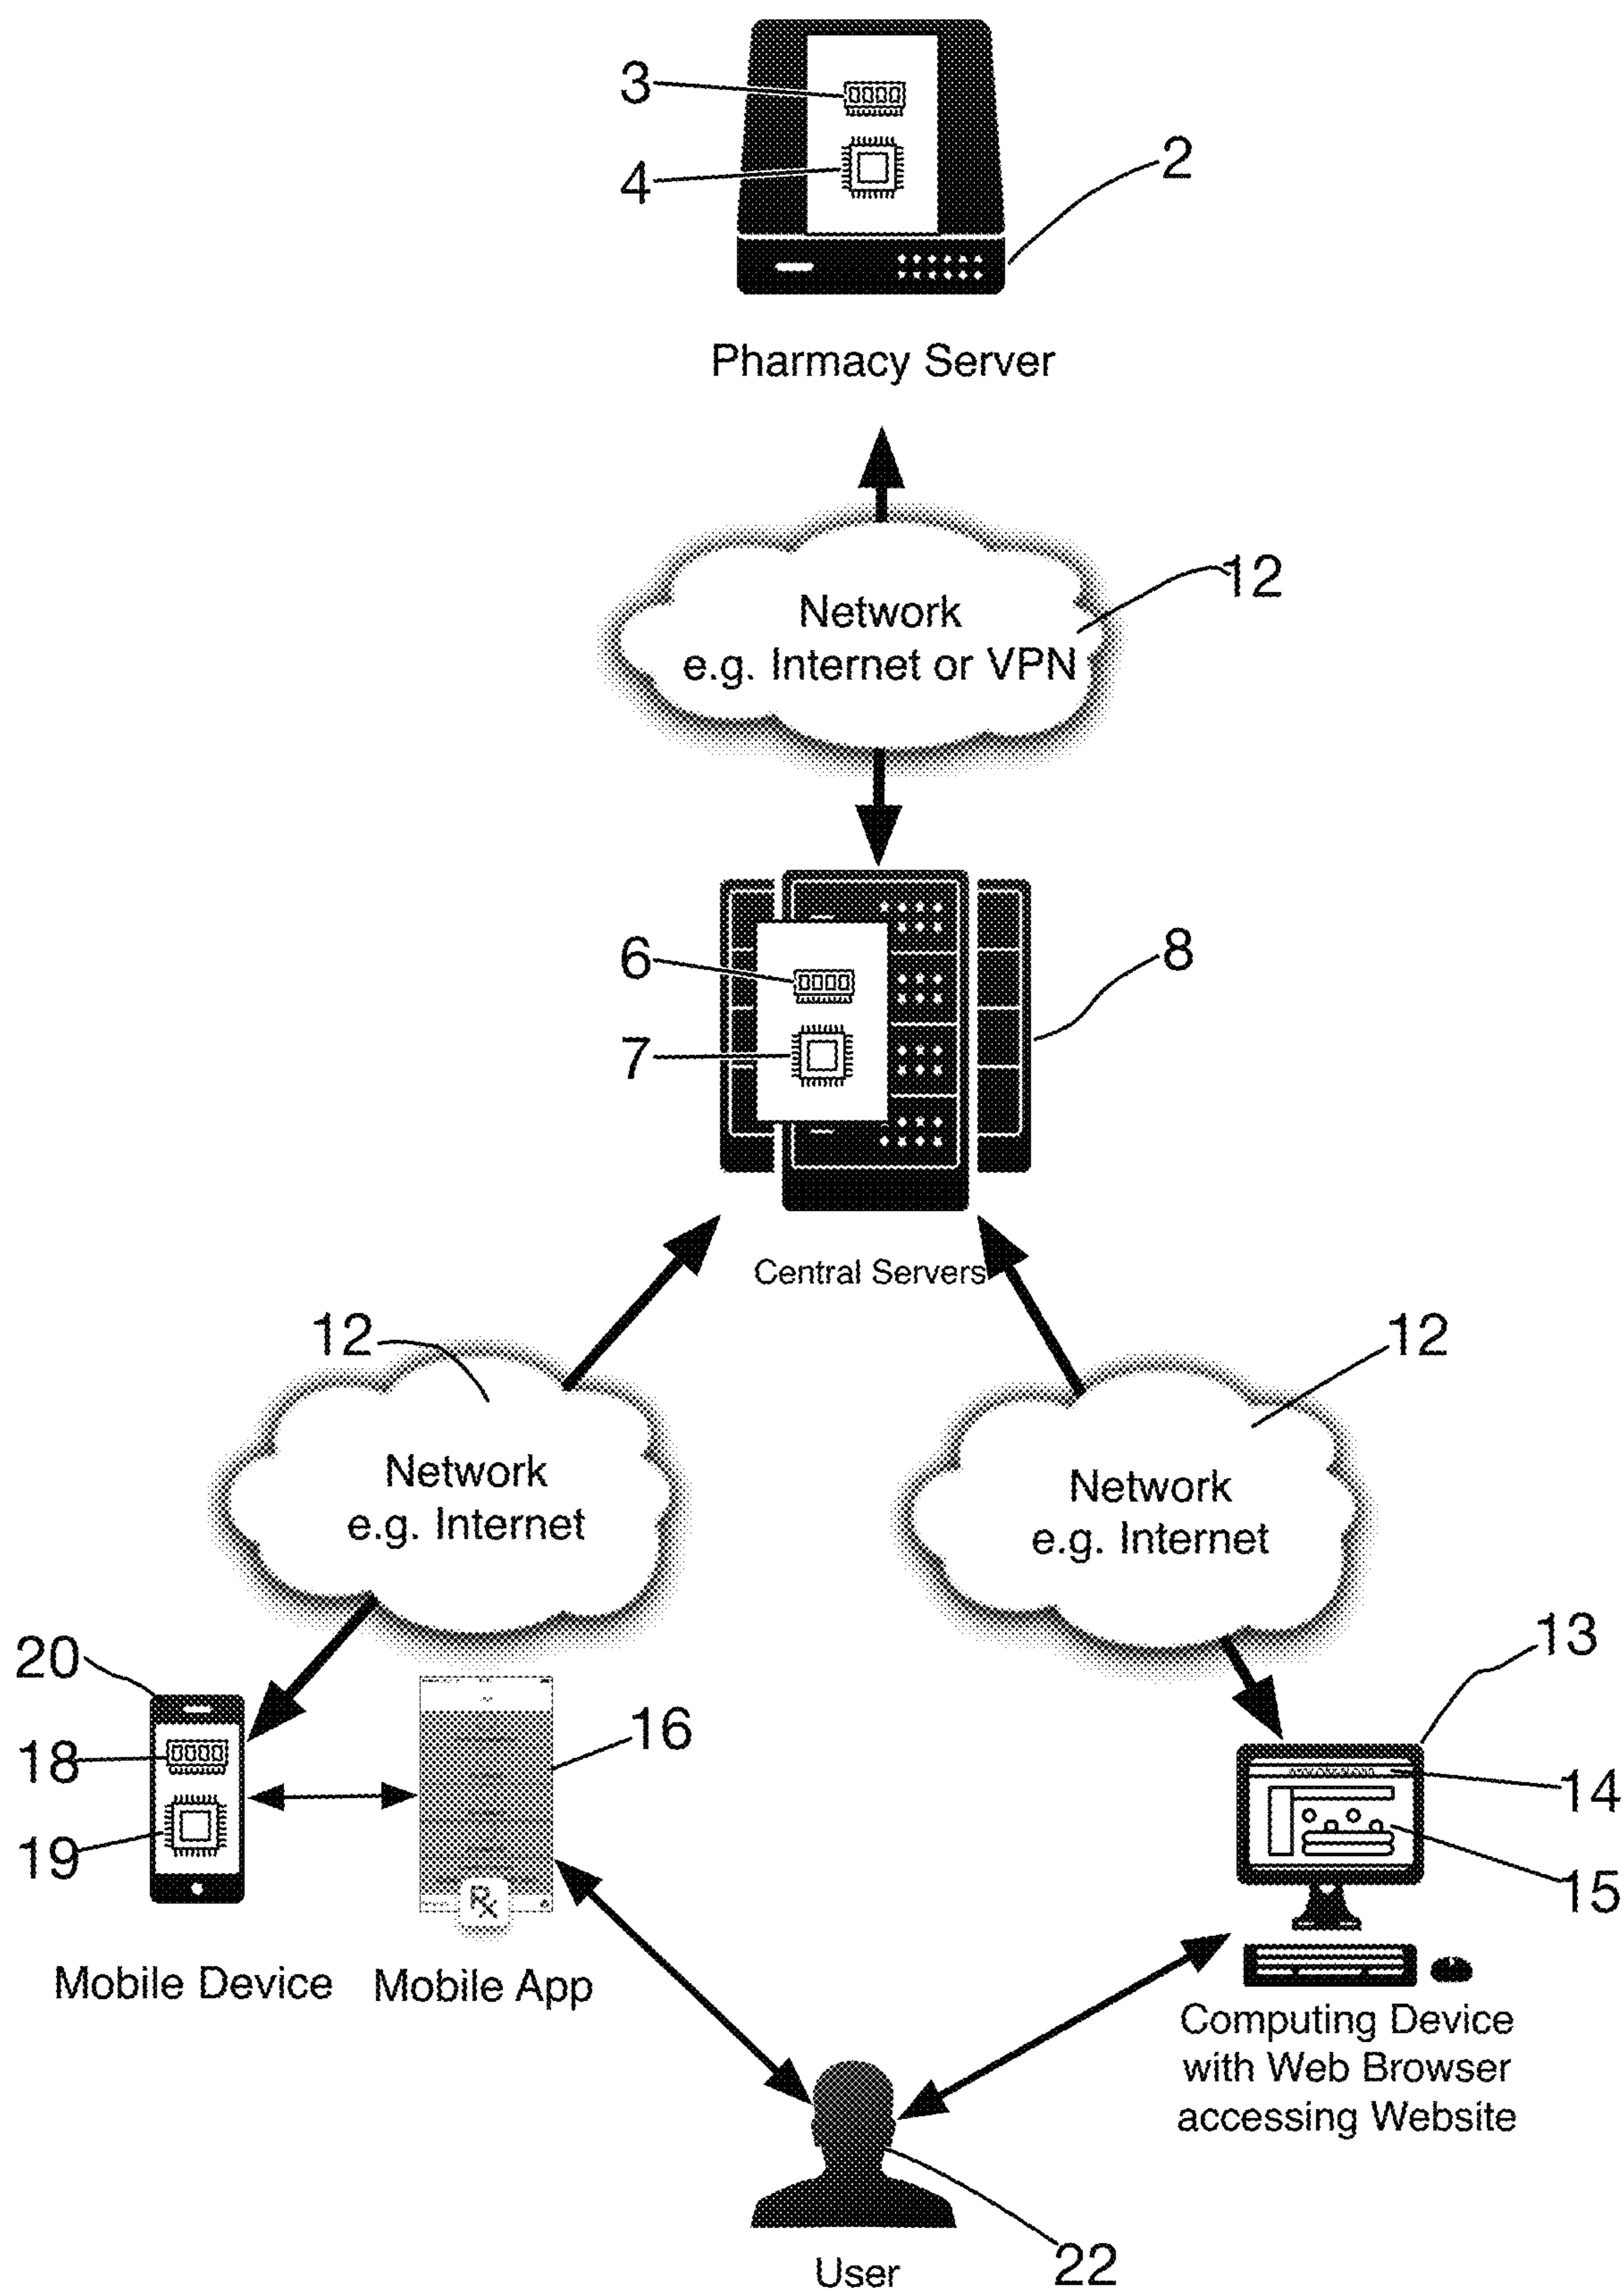 3
4
2
Pharmacy Server
12
Network
e.g. Internet or VPN
6
7
8
Central Servers
12
12
Network
e.g. Internet
Network
e.g. Internet
13
20
16
18
14
19
15
Rx
Mobile Device
Mobile App
Computing Device
with Web Browser
accessing Website
22
User